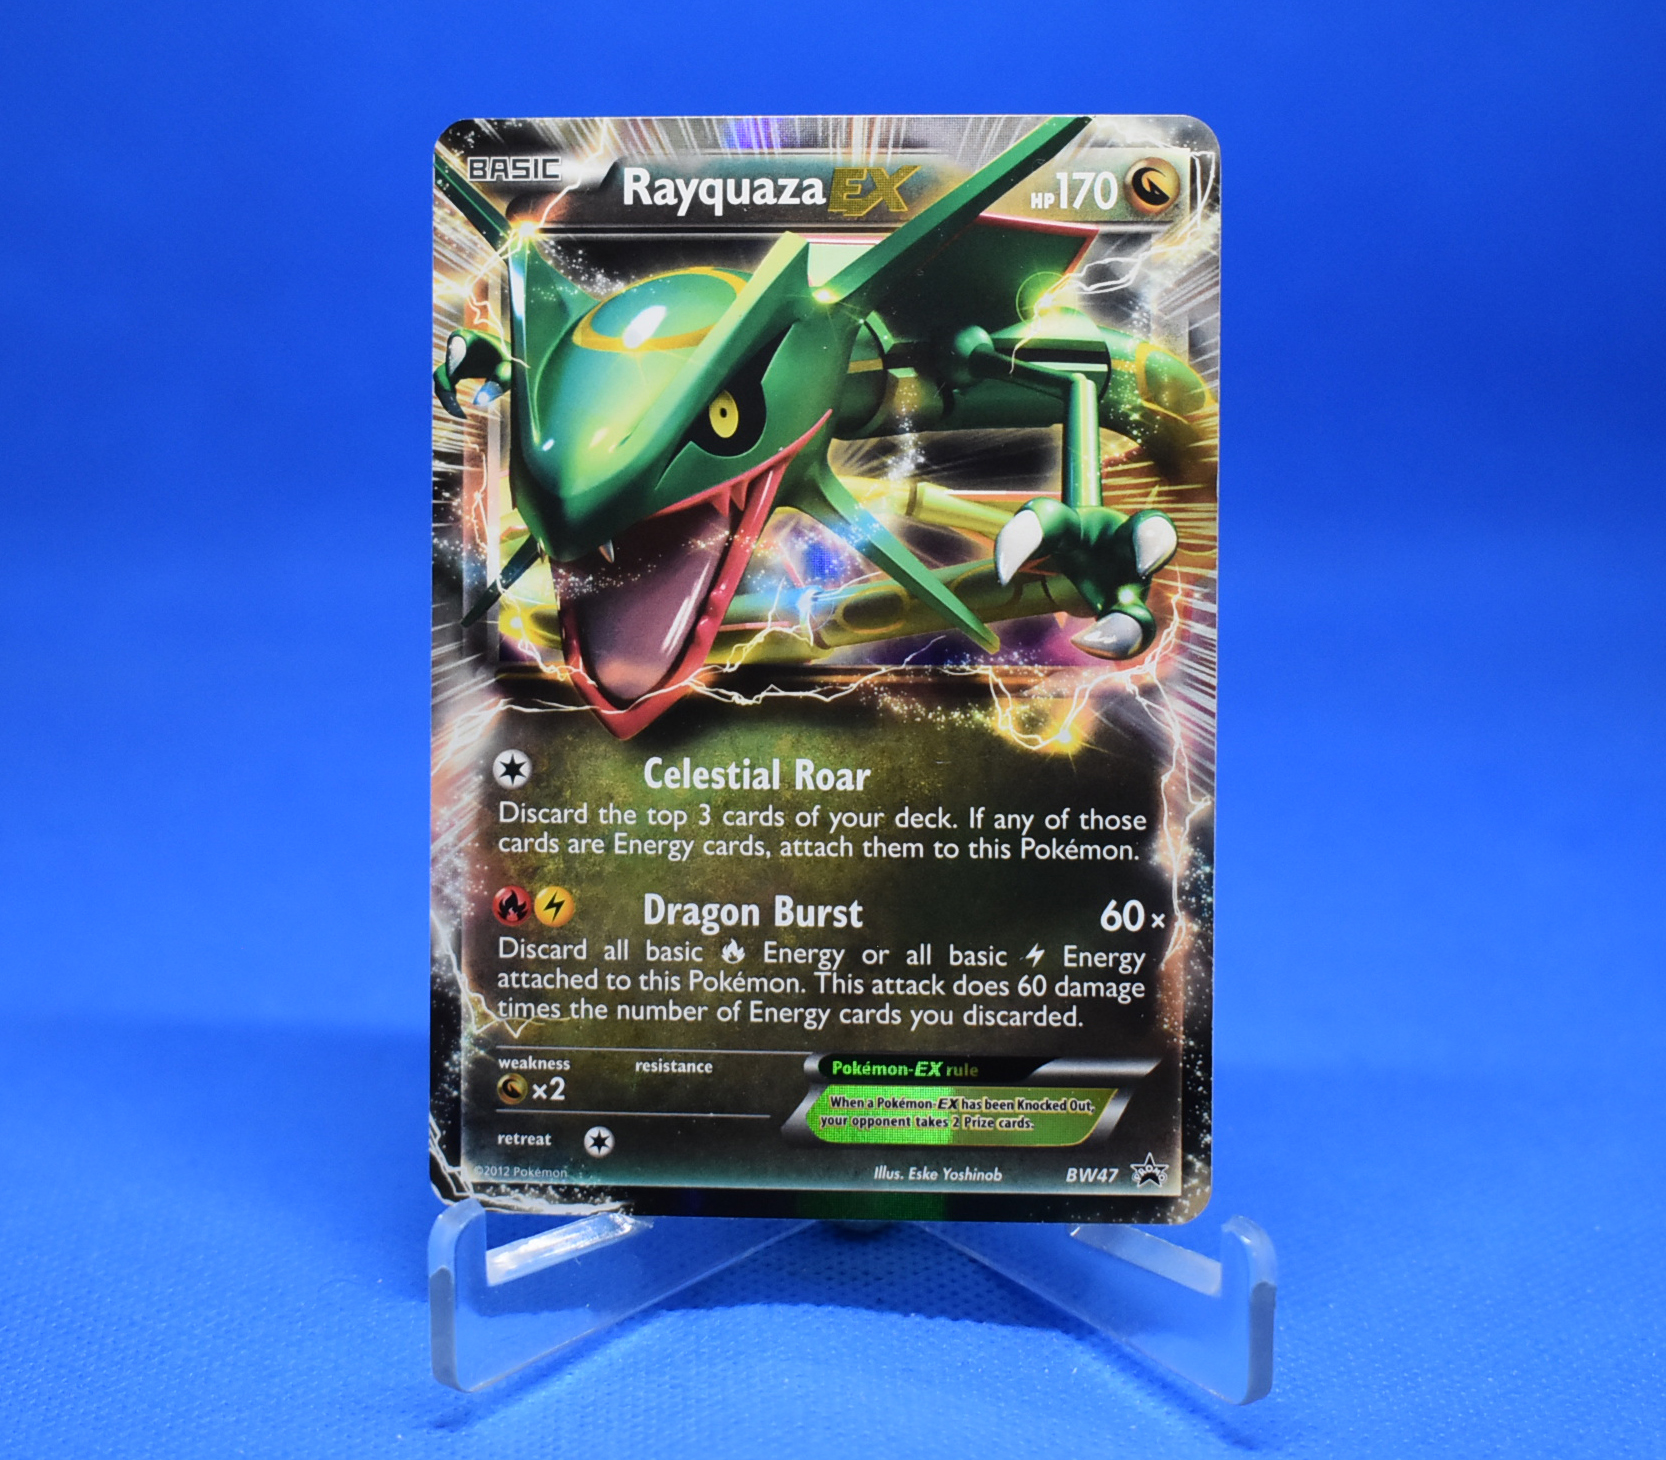 BASIC
Rayquaza EX
HP 170
Celestial Roar
Discard the top 3 cards of your deck. If any of those
cards are Energy cards, attach them to this Pokémon.
Dragon Burst 60×
Discard all basic Energy or all basic Energy
attached to this Pokémon. This attack does 60 damage
times the number of Energy cards you discarded.
weakness resistance
×2
Pokémon-EX rule
When a Pokémon-EX has been Knocked Out,
your opponent takes 2 Prize cards.
retreat
©2012 Pokémon
Illus. Eske Yoshinob
BW47
PROMO